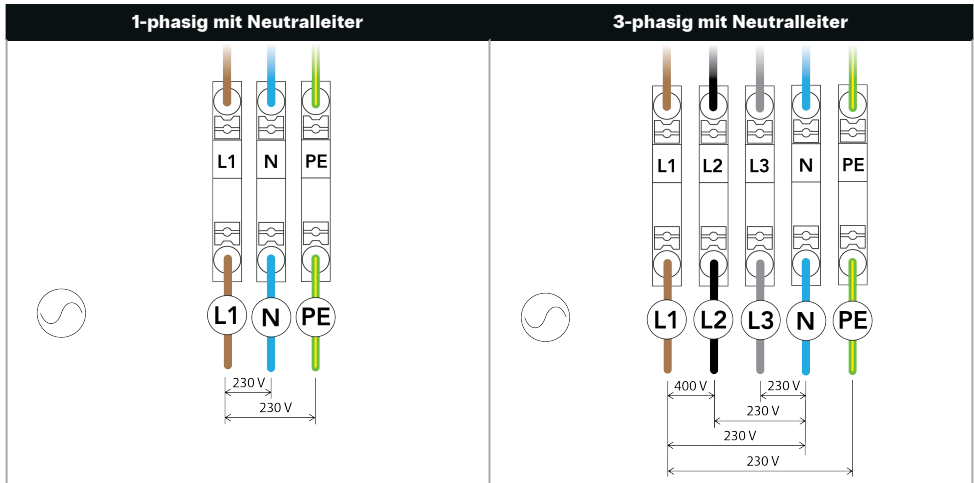 1-phasig mit Neutralleiter
3-phasig mit Neutralleiter
L1 N PE
L1 N PE
230 V
230 V
L1 L2 L3 N PE
L1 L2 L3 N PE
400 V 230 V
230 V
230 V
230 V